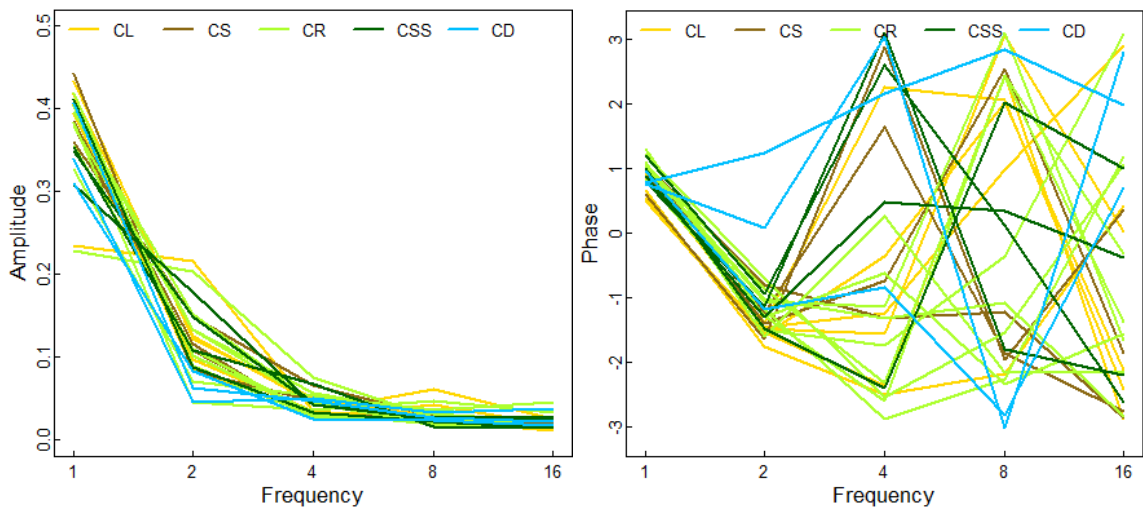 CL CS CR CSS CD
0.5
0.4
0.3
0.2
0.1
0.0
Amplitude
1 2 4 8 16
Frequency
CL CS CR CSS CD
3
2
1
0
-1
-2
-3
Phase
1 2 4 8 16
Frequency